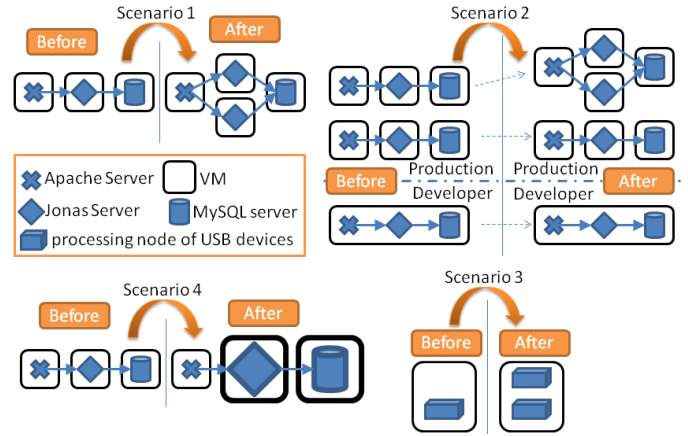 Scenario 1
Before
After
Scenario 2
Apache Server
VM
Jonas Server
MySQL server
processing node of USB devices
Production
Production
Before
After
Developer
Developer
Scenario 4
Before
After
Scenario 3
Before
After